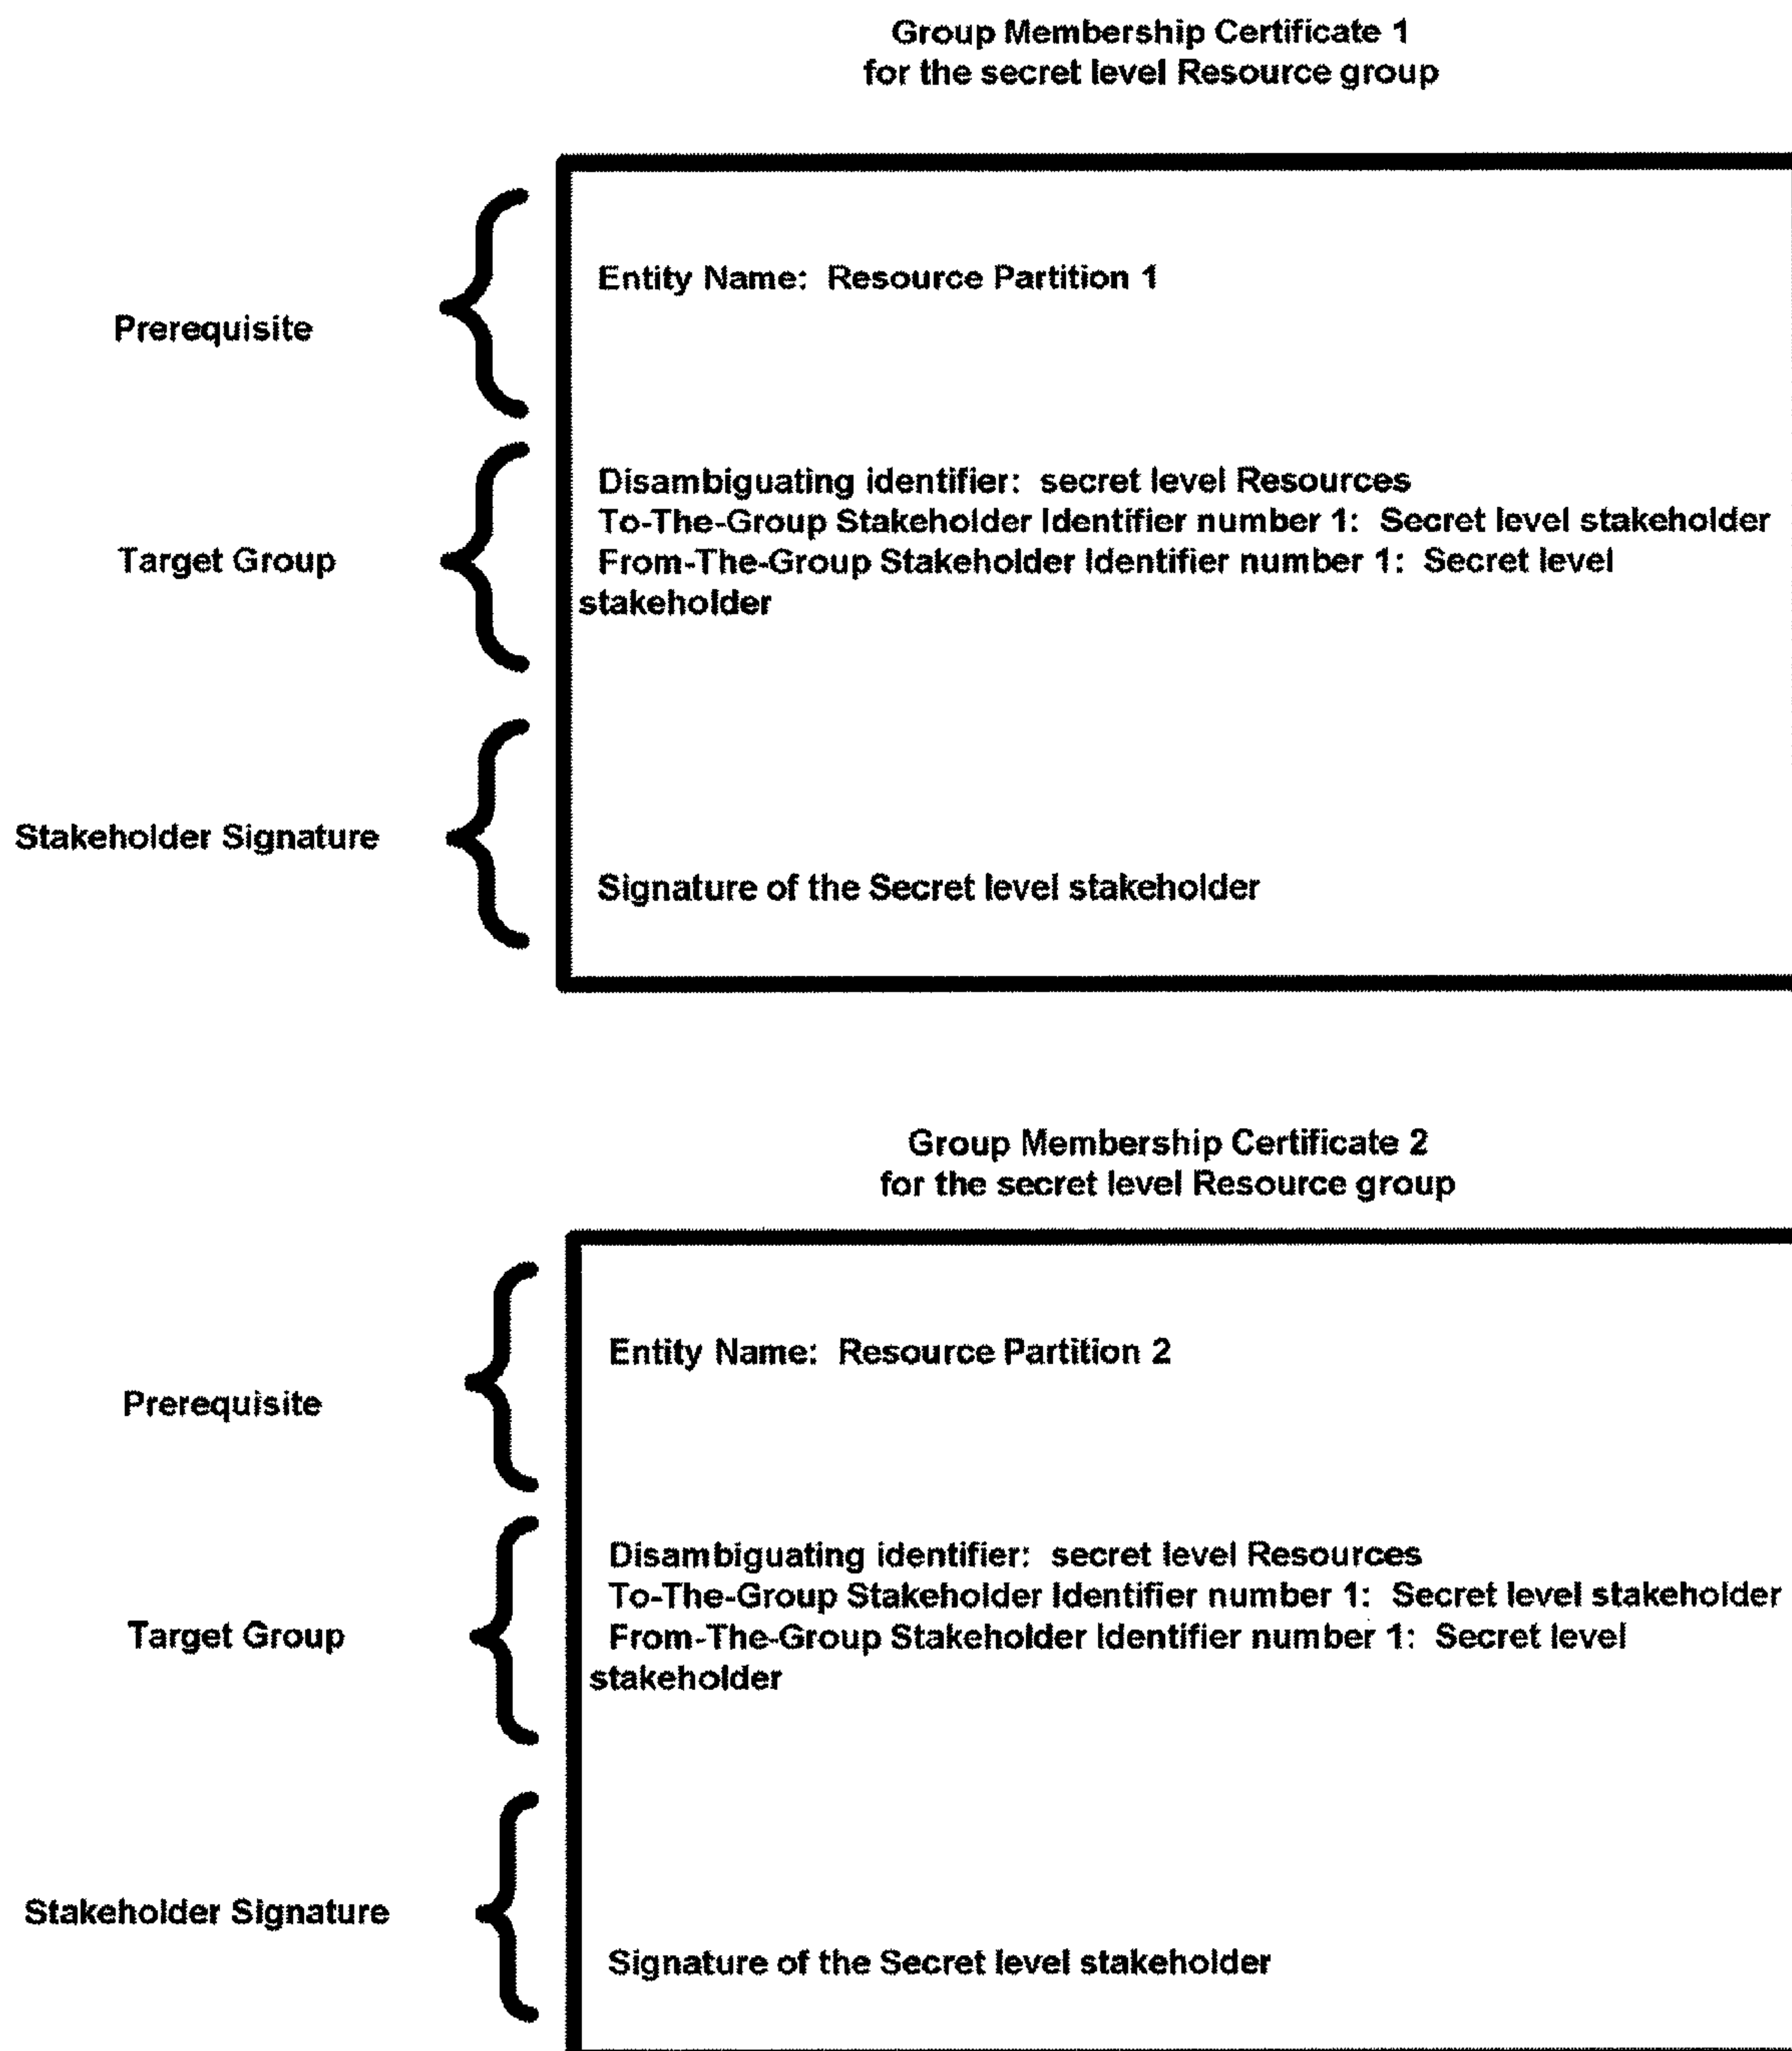 Group Membership Certificate 1
for the secret level Resource group
Prerequisite
Entity Name: Resource Partition 1
Target Group
Disambiguating identifier: secret level Resources
To-The-Group Stakeholder Identifier number 1: Secret level stakeholder
From-The-Group Stakeholder Identifier number 1: Secret level
stakeholder
Stakeholder Signature
Signature of the Secret level stakeholder
Group Membership Certificate 2
for the secret level Resource group
Prerequisite
Entity Name: Resource Partition 2
Target Group
Disambiguating identifier: secret level Resources
To-The-Group Stakeholder Identifier number 1: Secret level stakeholder
From-The-Group Stakeholder Identifier number 1: Secret level
stakeholder
Stakeholder Signature
Signature of the Secret level stakeholder